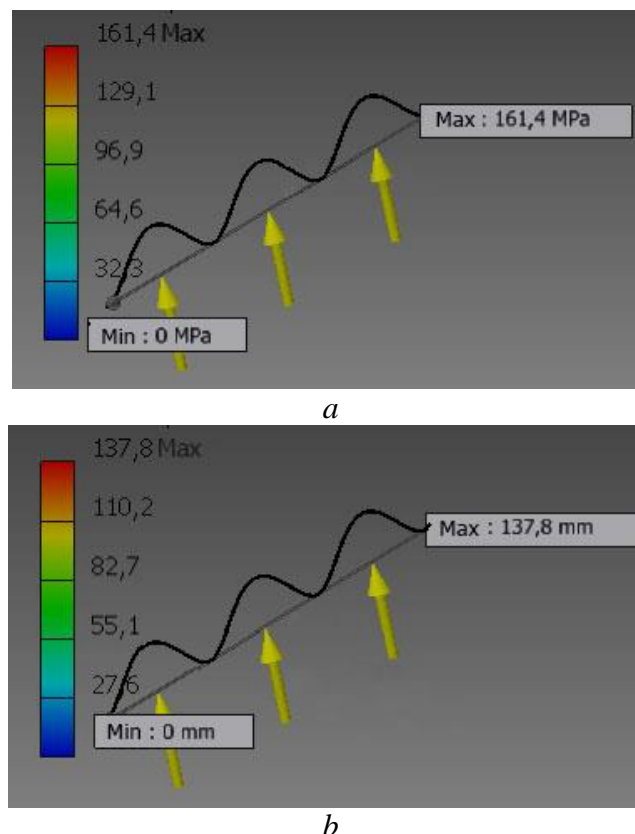 161,4 Max
129,1
Max : 161,4 MPa
96,9
64,6
32,3
Min : 0 MPa
a
137,8 Max
110,2
Max : 137,8 mm
82,7
55,1
27,6
Min : 0 mm
b